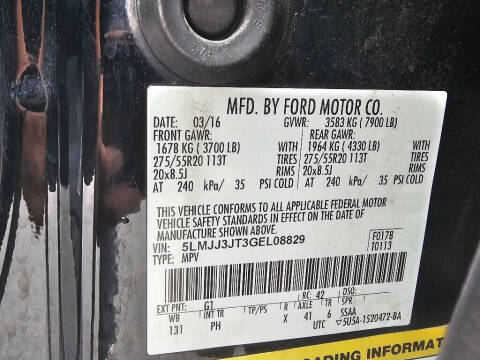 MFD. BY FORD MOTOR CO.
DATE: 03/16 GVWR: 3583 KG ( 7900 LB)
FRONT GAWR: REAR GAWR:
1678 KG ( 3700 LB) 1964 KG ( 4330 LB)
275/55R20 113T TIRES 275/55R20 113T TIRES
20x8.5J RIMS 20x8.5J RIMS
AT 240 kPa/ 35 PSI COLD AT 240 kPa/ 35 PSI COLD
THIS VEHICLE CONFORMS TO ALL APPLICABLE FEDERAL MOTOR
VEHICLE SAFETY STANDARDS IN EFFECT ON THE DATE OF
MANUFACTURE SHOWN ABOVE.
VIN: 5LMJJ3JT3GEL08829 F0178
TYPE: MPV T0113
EXT PNT: G1 RC: 42 DSO:
WB INT TR TP/PS R AXLE TR SPR
131 PH X 41 6 SSAA
UTC 5U5A-1520472-BA
LOADING INFORMAT